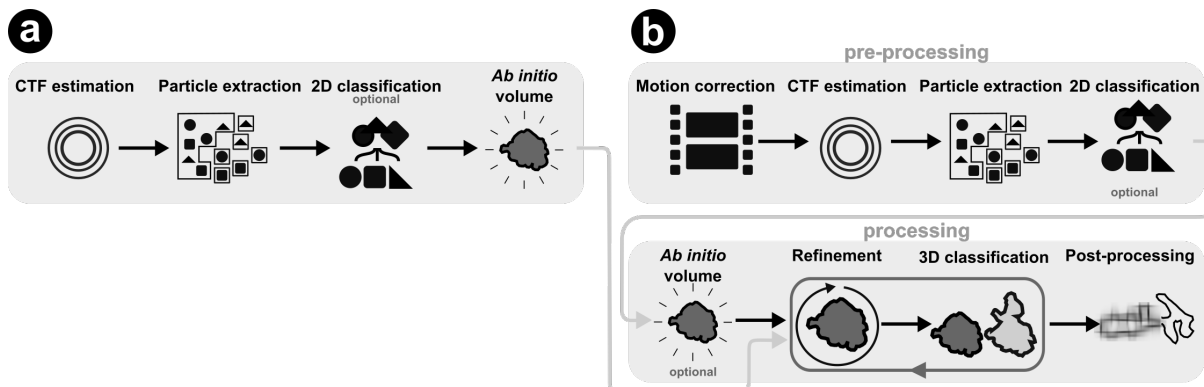 a
CTF estimation
Particle extraction
2D classification
optional
Ab initio
volume
b
pre-processing
Motion correction
CTF estimation
Particle extraction
2D classification
optional
processing
Ab initio
volume
optional
Refinement
3D classification
Post-processing